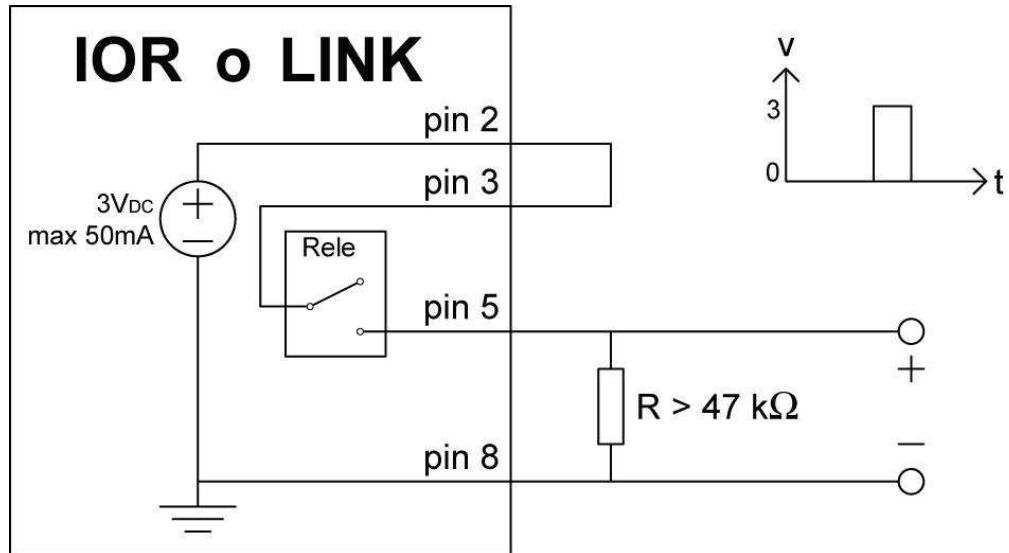 IOR o LINK
pin 2
pin 3
3VDC
max 50mA
Rele
pin 5
R > 47 kΩ
pin 8
v
3
0
t